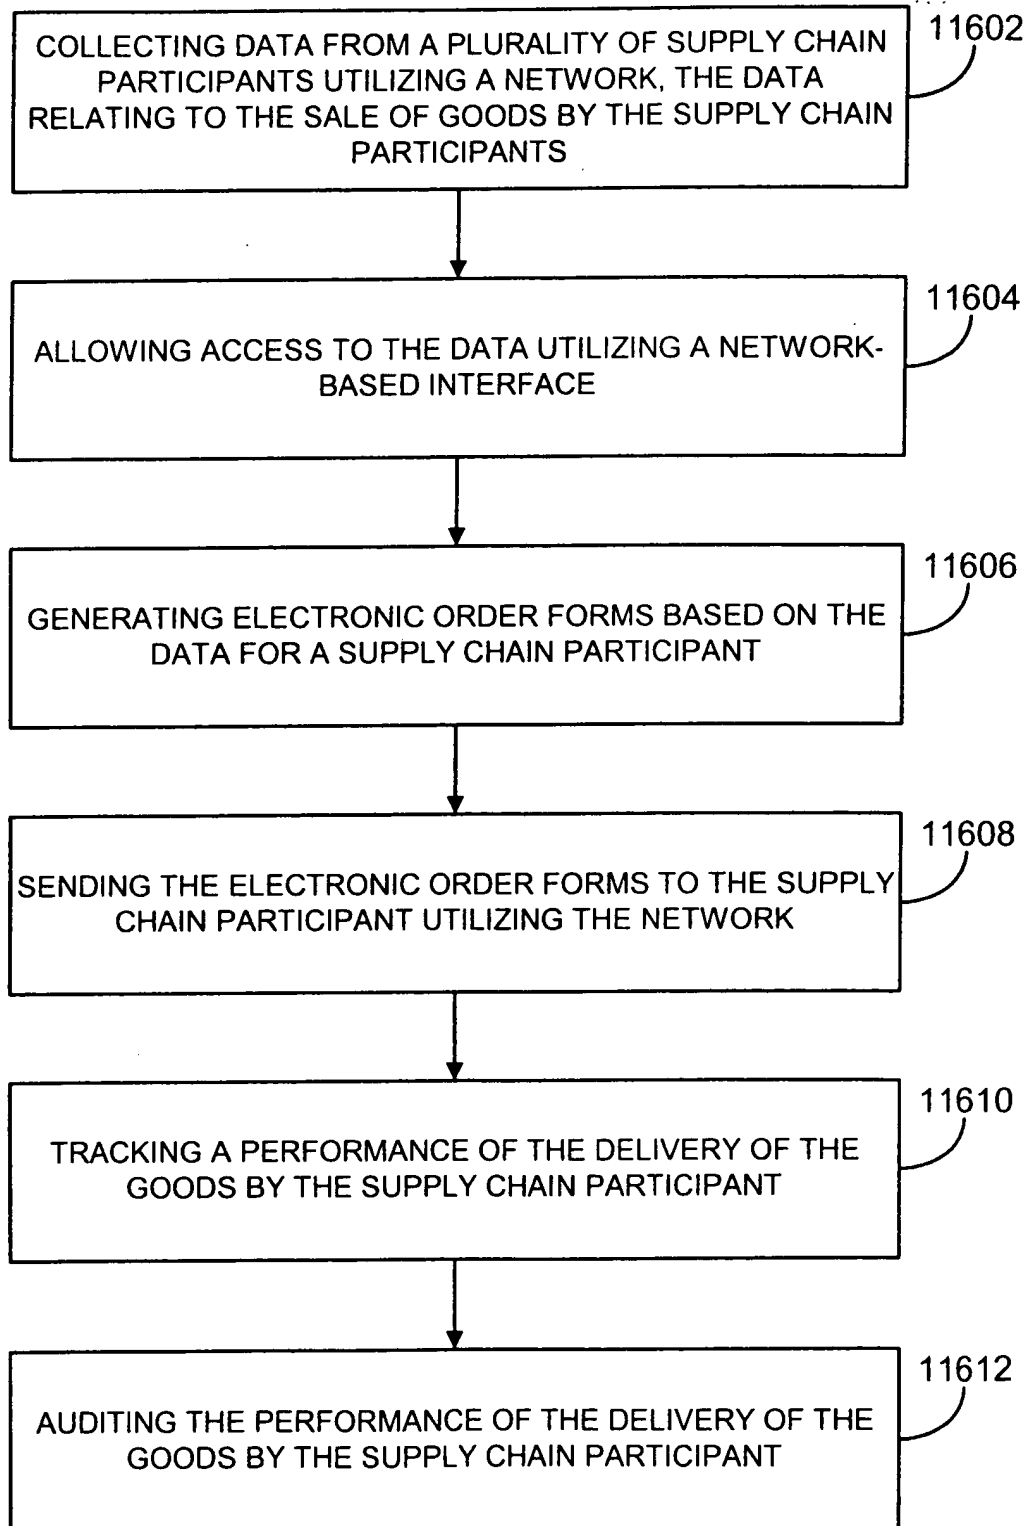 11602
COLLECTING DATA FROM A PLURALITY OF SUPPLY CHAIN
PARTICIPANTS UTILIZING A NETWORK, THE DATA
RELATING TO THE SALE OF GOODS BY THE SUPPLY CHAIN
PARTICIPANTS
11604
ALLOWING ACCESS TO THE DATA UTILIZING A NETWORK-
BASED INTERFACE
11606
GENERATING ELECTRONIC ORDER FORMS BASED ON THE
DATA FOR A SUPPLY CHAIN PARTICIPANT
11608
SENDING THE ELECTRONIC ORDER FORMS TO THE SUPPLY
CHAIN PARTICIPANT UTILIZING THE NETWORK
11610
TRACKING A PERFORMANCE OF THE DELIVERY OF THE
GOODS BY THE SUPPLY CHAIN PARTICIPANT
11612
AUDITING THE PERFORMANCE OF THE DELIVERY OF THE
GOODS BY THE SUPPLY CHAIN PARTICIPANT